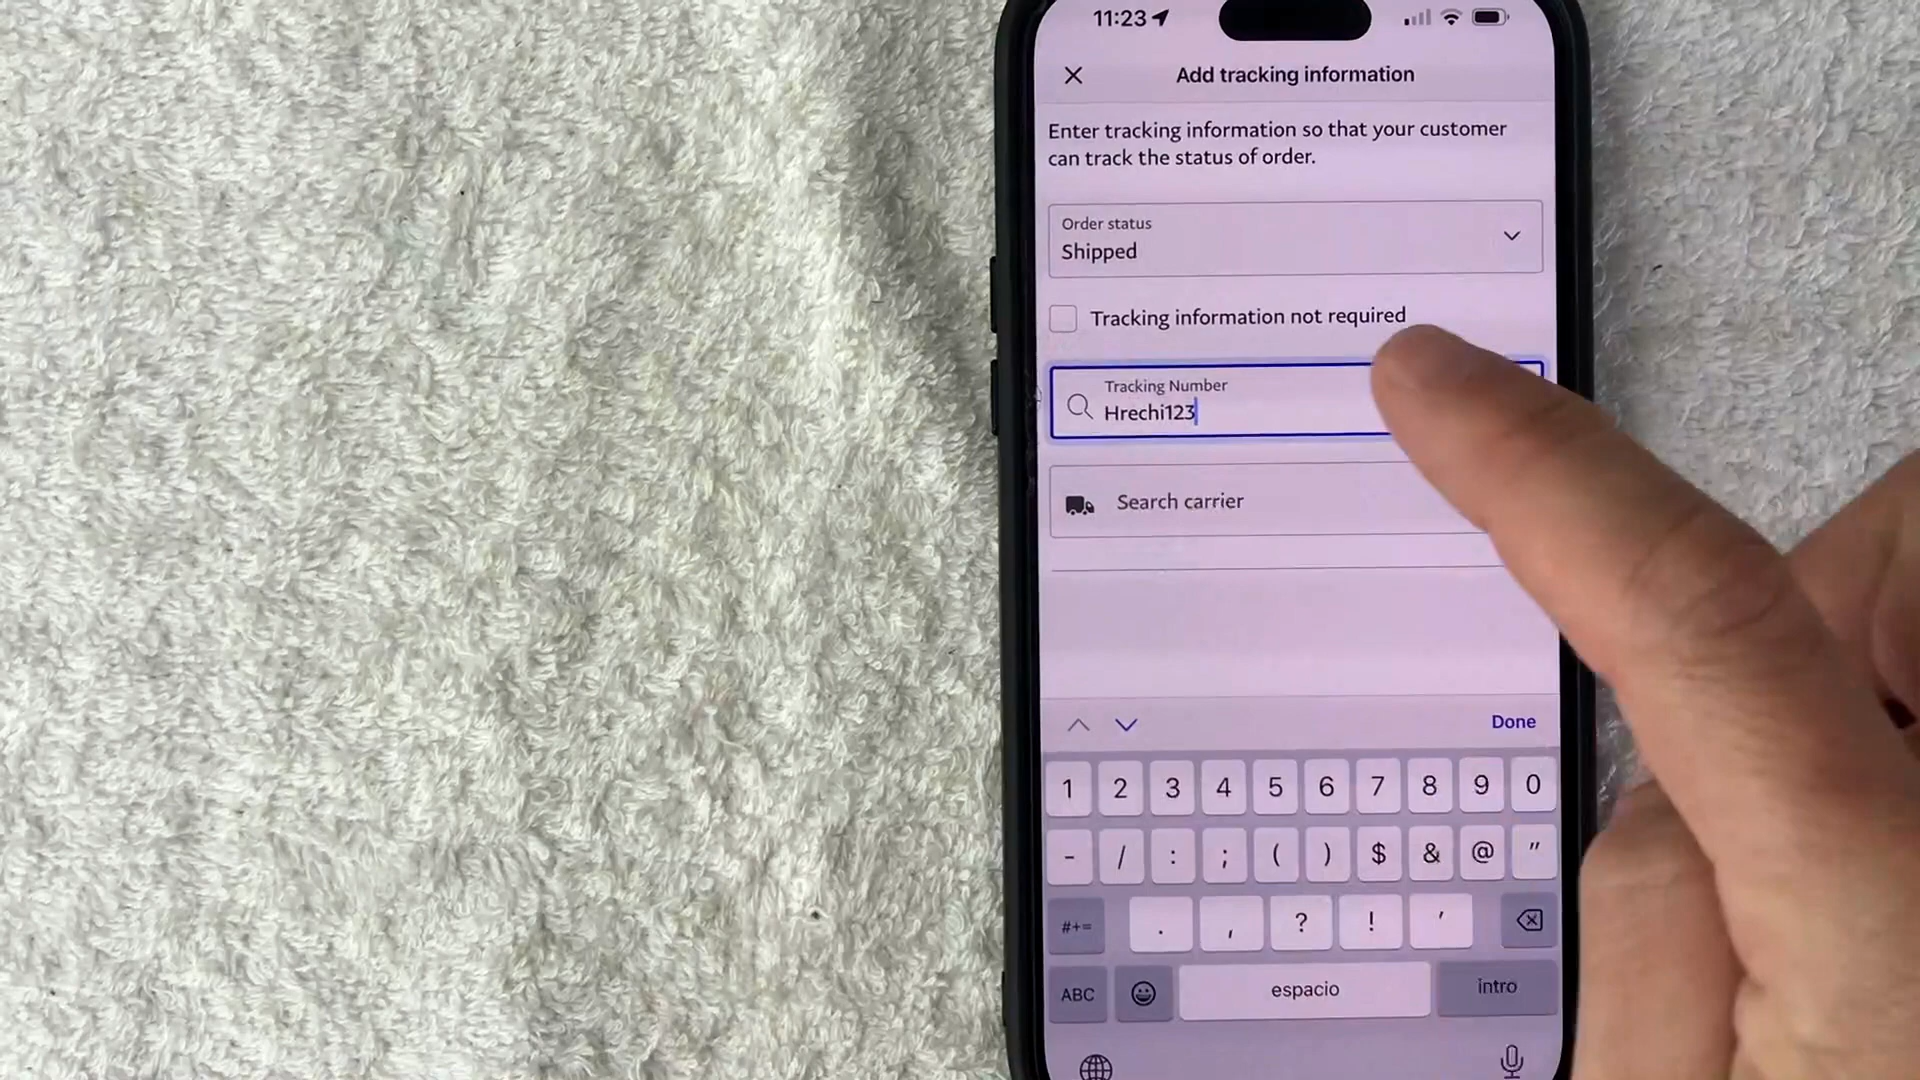 11:23
Add tracking information
Enter tracking information so that your customer
can track the status of order.
Order status
Shipped
Tracking information not required
Tracking Number
Hrechi123
Search carrier
Done
1 2 3 4 5 6 7 8 9 0
- / : ; ( ) $ & @ "
#+= . , ? ! '
ABC espacio intro